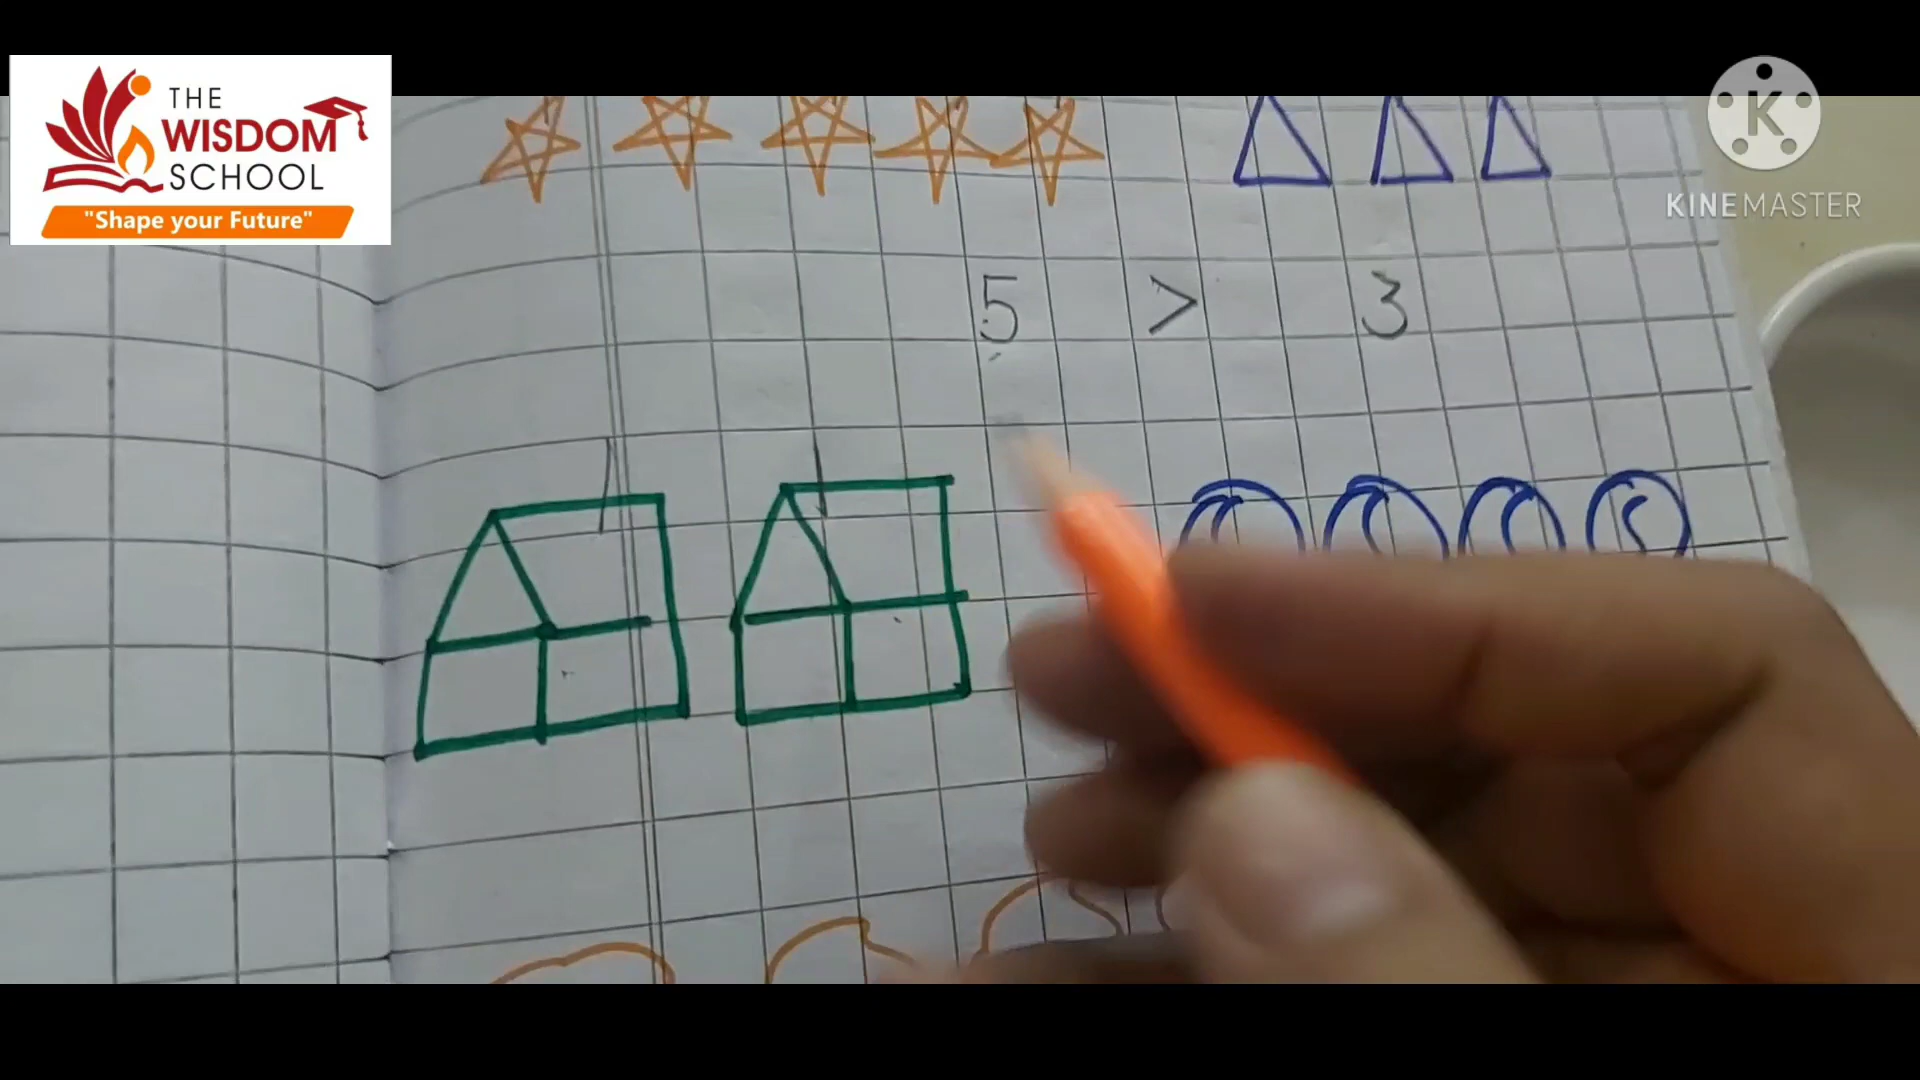 THE
WISDOM
SCHOOL
"Shape your Future"
K
KINEMASTER
5 > 3